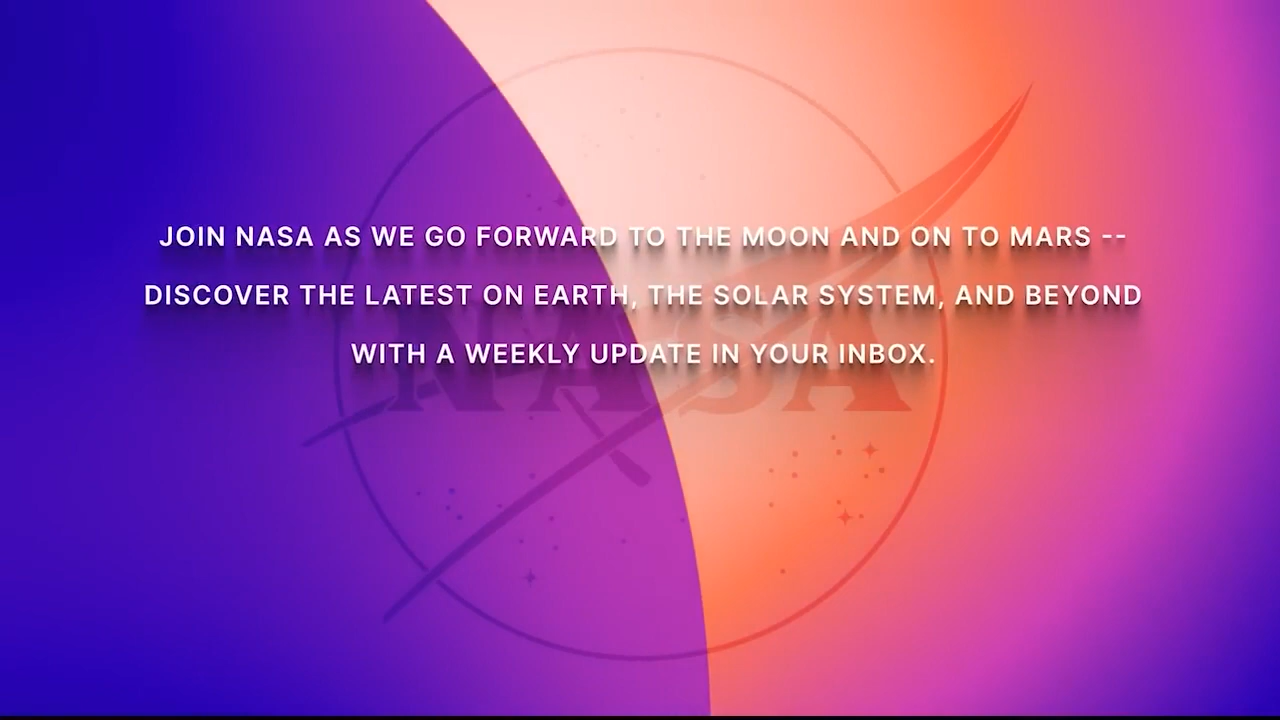 JOIN NASA AS WE GO FORWARD TO THE MOON AND ON TO MARS --
DISCOVER THE LATEST ON EARTH, THE SOLAR SYSTEM, AND BEYOND
WITH A WEEKLY UPDATE IN YOUR INBOX.
NASA